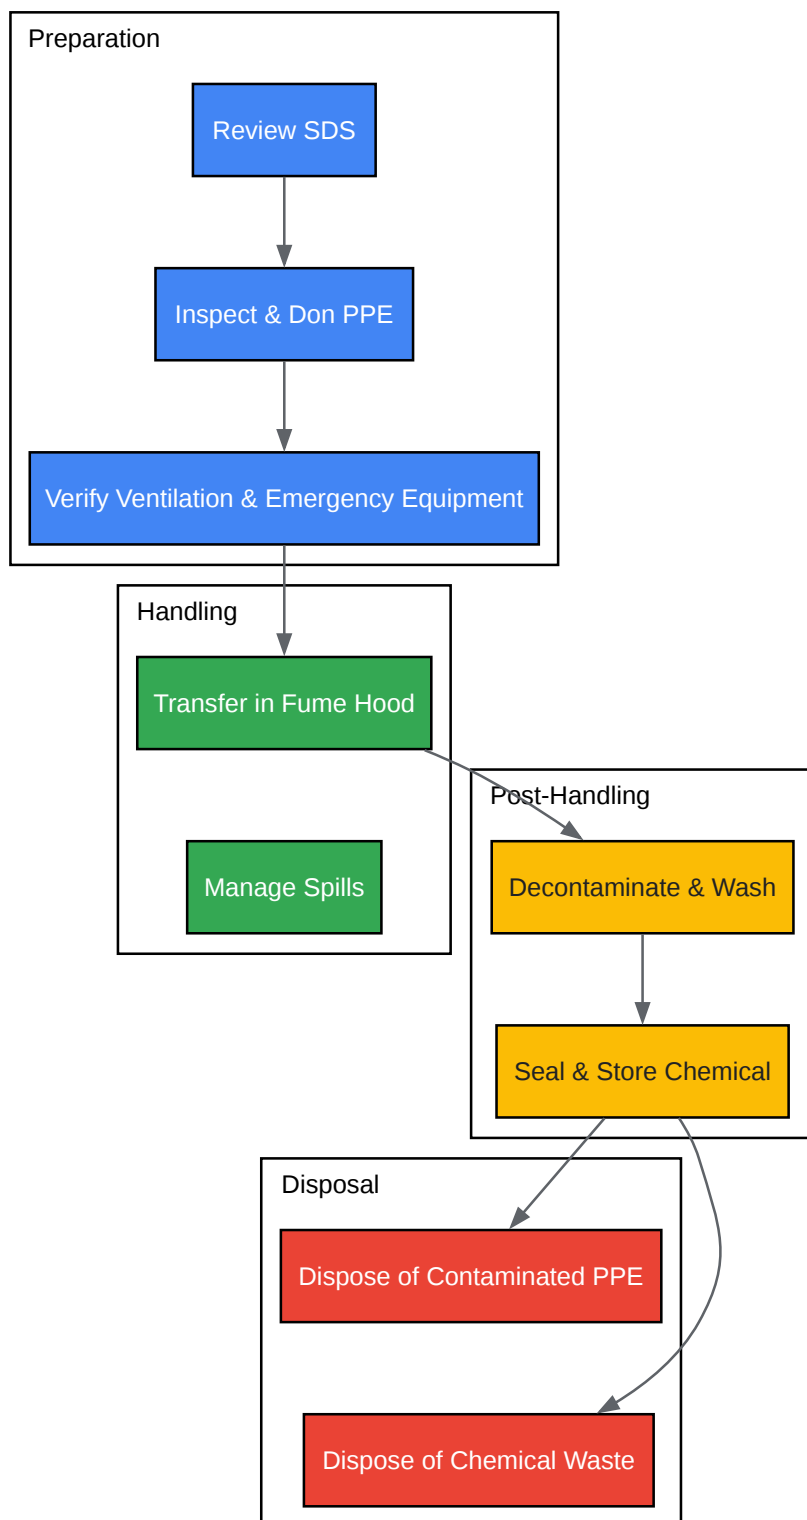 Preparation
Review SDS
Inspect & Don PPE
Verify Ventilation & Emergency Equipment
Handling
Transfer in Fume Hood
Manage Spills
Post-Handling
Decontaminate & Wash
Seal & Store Chemical
Disposal
Dispose of Contaminated PPE
Dispose of Chemical Waste